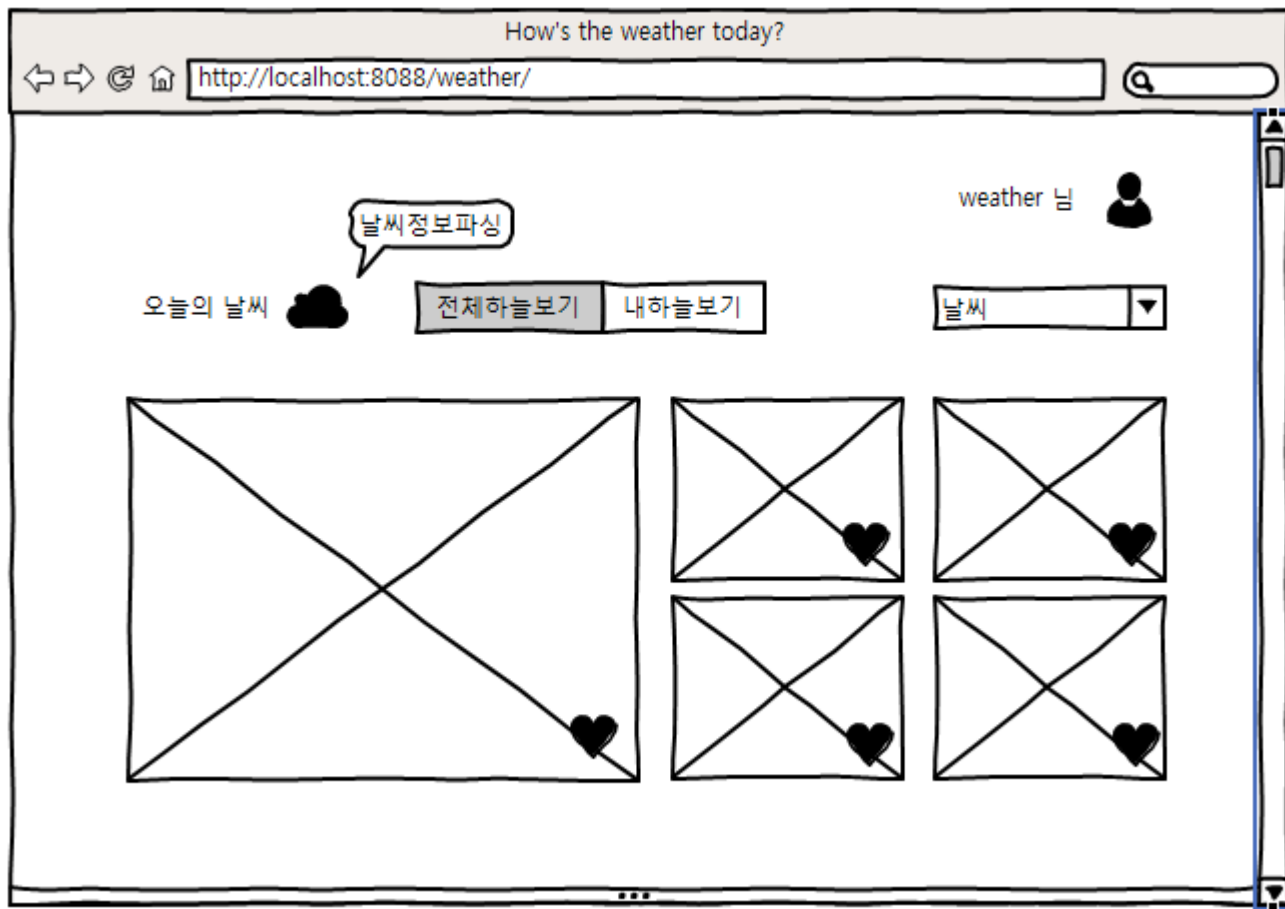 How's the weather today?
http://localhost:8088/weather/
weather 님
날씨정보파싱
오늘의 날씨
전체하늘보기
내하늘보기
날씨